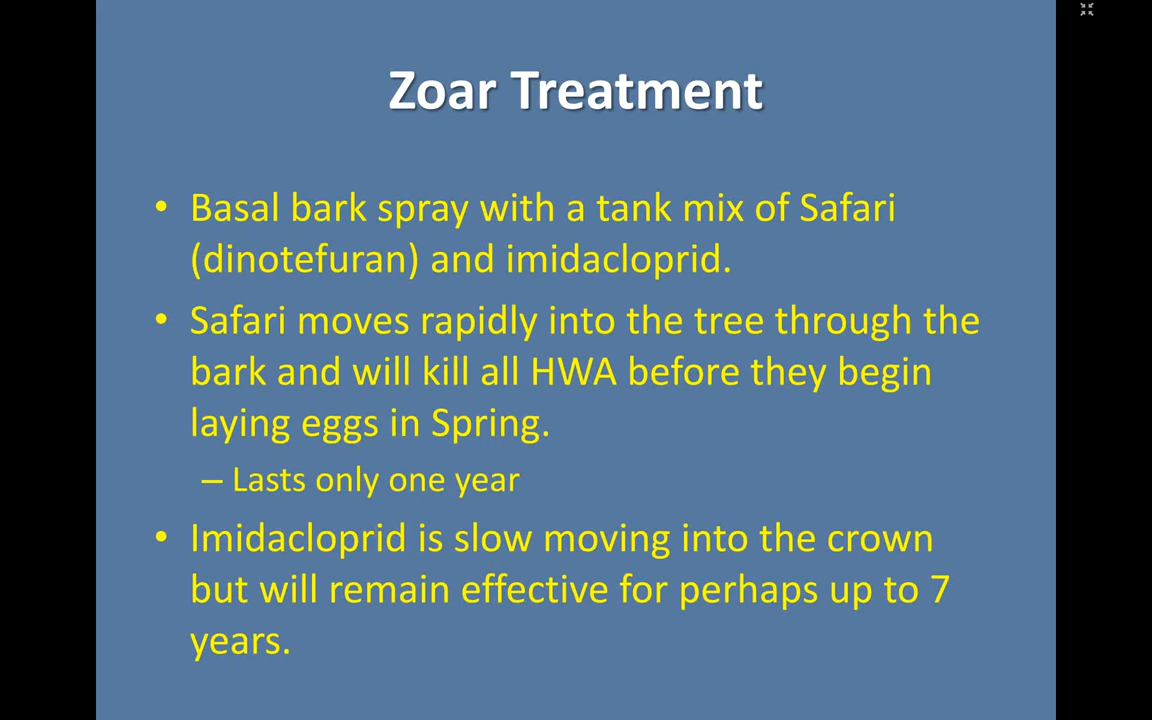 Zoar Treatment
• Basal bark spray with a tank mix of Safari
(dinotefuran) and imidacloprid.
• Safari moves rapidly into the tree through the
bark and will kill all HWA before they begin
laying eggs in Spring.
– Lasts only one year
• Imidacloprid is slow moving into the crown
but will remain effective for perhaps up to 7
years.